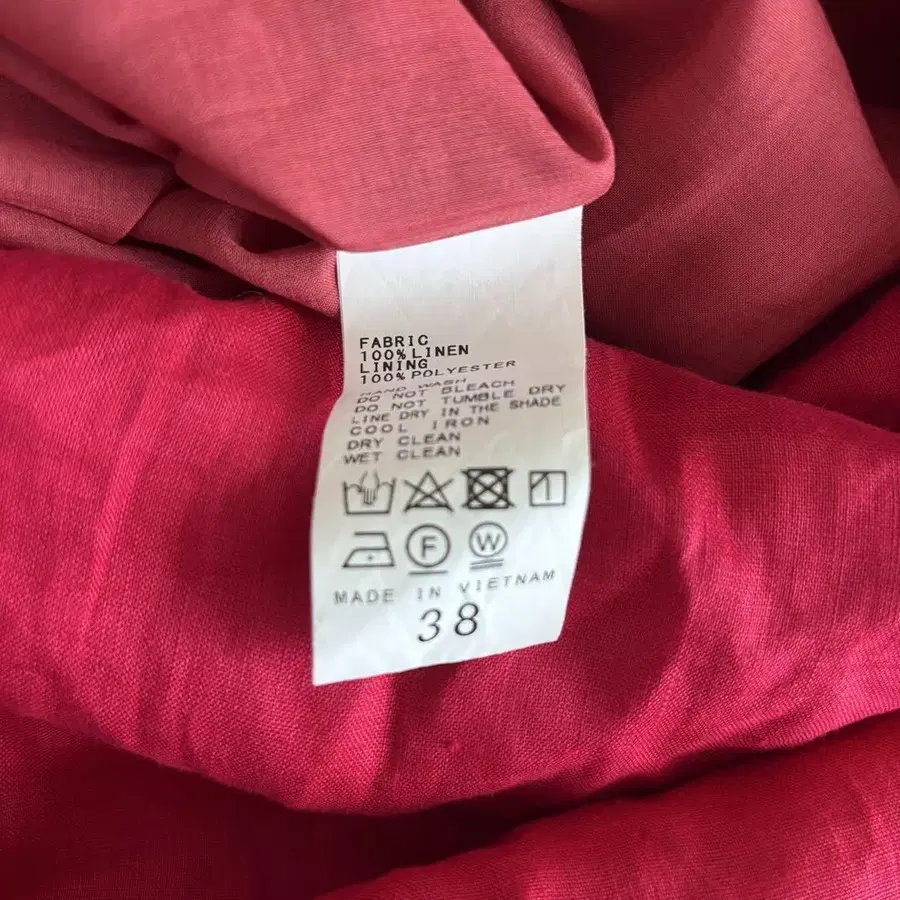 FABRIC
100% LINEN
LINING
100% POLYESTER
HAND WASH
DO NOT BLEACH
DO NOT TUMBLE DRY
LINE DRY IN THE SHADE
COOL IRON
DRY CLEAN
WET CLEAN
F W
MADE IN VIETNAM
38